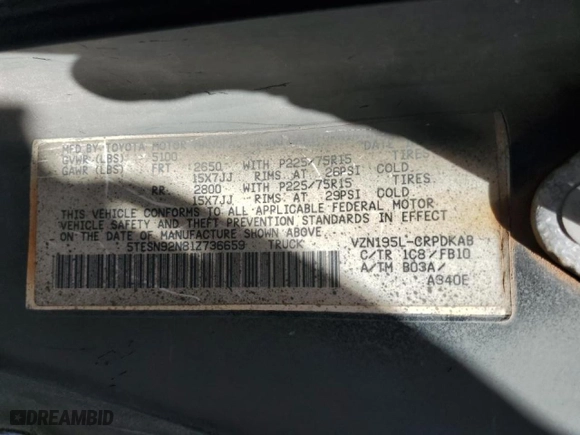 MFD BY TOYOTA MOTOR DATE
GVWR (LBS) 5100
GAWR (LBS) FRT 2650 WITH P225/75R15 TIRES
15X7JJ RIMS AT 26PSI COLD
RR 2800 WITH P225/75R15 TIRES
15X7JJ RIMS AT 29PSI COLD
THIS VEHICLE CONFORMS TO ALL APPLICABLE FEDERAL MOTOR
VEHICLE SAFETY AND THEFT PREVENTION STANDARDS IN EFFECT
ON THE DATE OF MANUFACTURE SHOWN ABOVE.
5TESN92N81Z736659 TRUCK VZN195L-CRPDKAB
C/TR 1C8/FB10
A/TM B03A/
A340E
DREAMBID